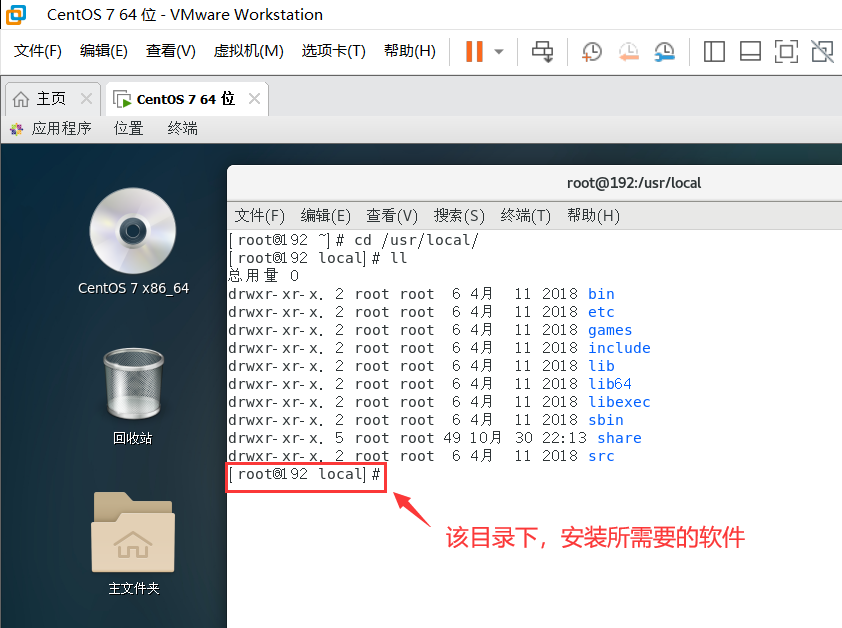 CentOS 7 64 位 - VMware Workstation
文件(F) 编辑(E) 查看(V) 虚拟机(M) 选项卡(T) 帮助(H)
主页 CentOS 7 64 位
应用程序 位置 终端
CentOS 7 x86_64
回收站
主文件夹
root@192:/usr/local
文件(F) 编辑(E) 查看(V) 搜索(S) 终端(T) 帮助(H)
[root@192 ~]# cd /usr/local/
[root@192 local]# ll
总用量 0
drwxr-xr-x. 2 root root 6 4月 11 2018 bin
drwxr-xr-x. 2 root root 6 4月 11 2018 etc
drwxr-xr-x. 2 root root 6 4月 11 2018 games
drwxr-xr-x. 2 root root 6 4月 11 2018 include
drwxr-xr-x. 2 root root 6 4月 11 2018 lib
drwxr-xr-x. 2 root root 6 4月 11 2018 lib64
drwxr-xr-x. 2 root root 6 4月 11 2018 libexec
drwxr-xr-x. 2 root root 6 4月 11 2018 sbin
drwxr-xr-x. 5 root root 49 10月 30 22:13 share
drwxr-xr-x. 2 root root 6 4月 11 2018 src
[root@192 local]#
该目录下，安装所需要的软件